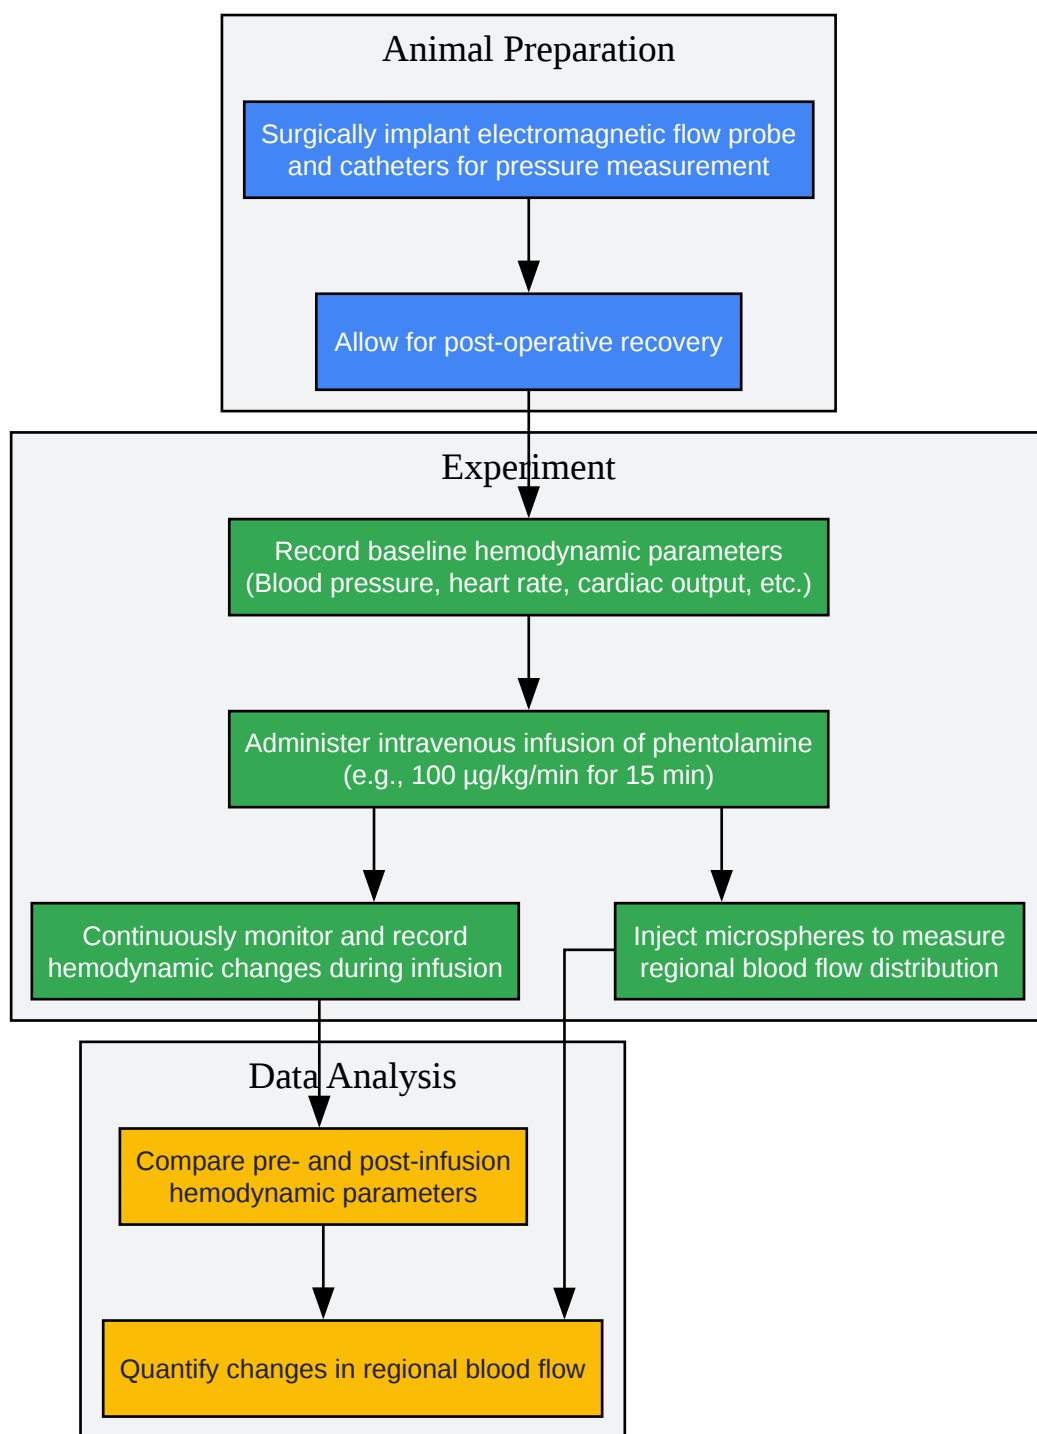 Animal Preparation
Surgically implant electromagnetic flow probe
and catheters for pressure measurement
Allow for post-operative recovery
Experiment
Record baseline hemodynamic parameters
(Blood pressure, heart rate, cardiac output, etc.)
Administer intravenous infusion of phentolamine
(e.g., 100 µg/kg/min for 15 min)
Continuously monitor and record
hemodynamic changes during infusion
Inject microspheres to measure
regional blood flow distribution
Data Analysis
Compare pre- and post-infusion
hemodynamic parameters
Quantify changes in regional blood flow